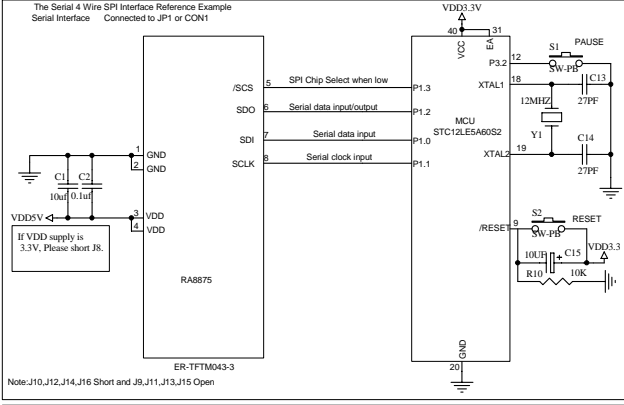 The Serial 4 Wire SPI Interface Reference Example
Serial Interface Connected to JP1 or CON1
VDD3.3V
40
31
VCC
EA
S1
PAUSE
12
P3.2
SW-PB
18
XTAL1
C13
27PF
12MHZ
Y1
C14
19
XTAL2
27PF
/SCS
5
SPI Chip Select when low
P1.3
SDO
6
Serial data input/output
P1.2
MCU
STC12LE5A60S2
SDI
7
Serial data input
P1.0
SCLK
8
Serial clock input
P1.1
1
GND
2
GND
C1
C2
10uf
0.1uf
VDD5V
3
VDD
4
VDD
If VDD supply is
3.3V, Please short J8.
RA8875
S2
RESET
9
/RESET
SW-PB
VDD3.3
10UF
+
C15
R10
10K
GND
20
ER-TFTM043-3
Note:J10,J12,J14,J16 Short and J9,J11,J13,J15 Open